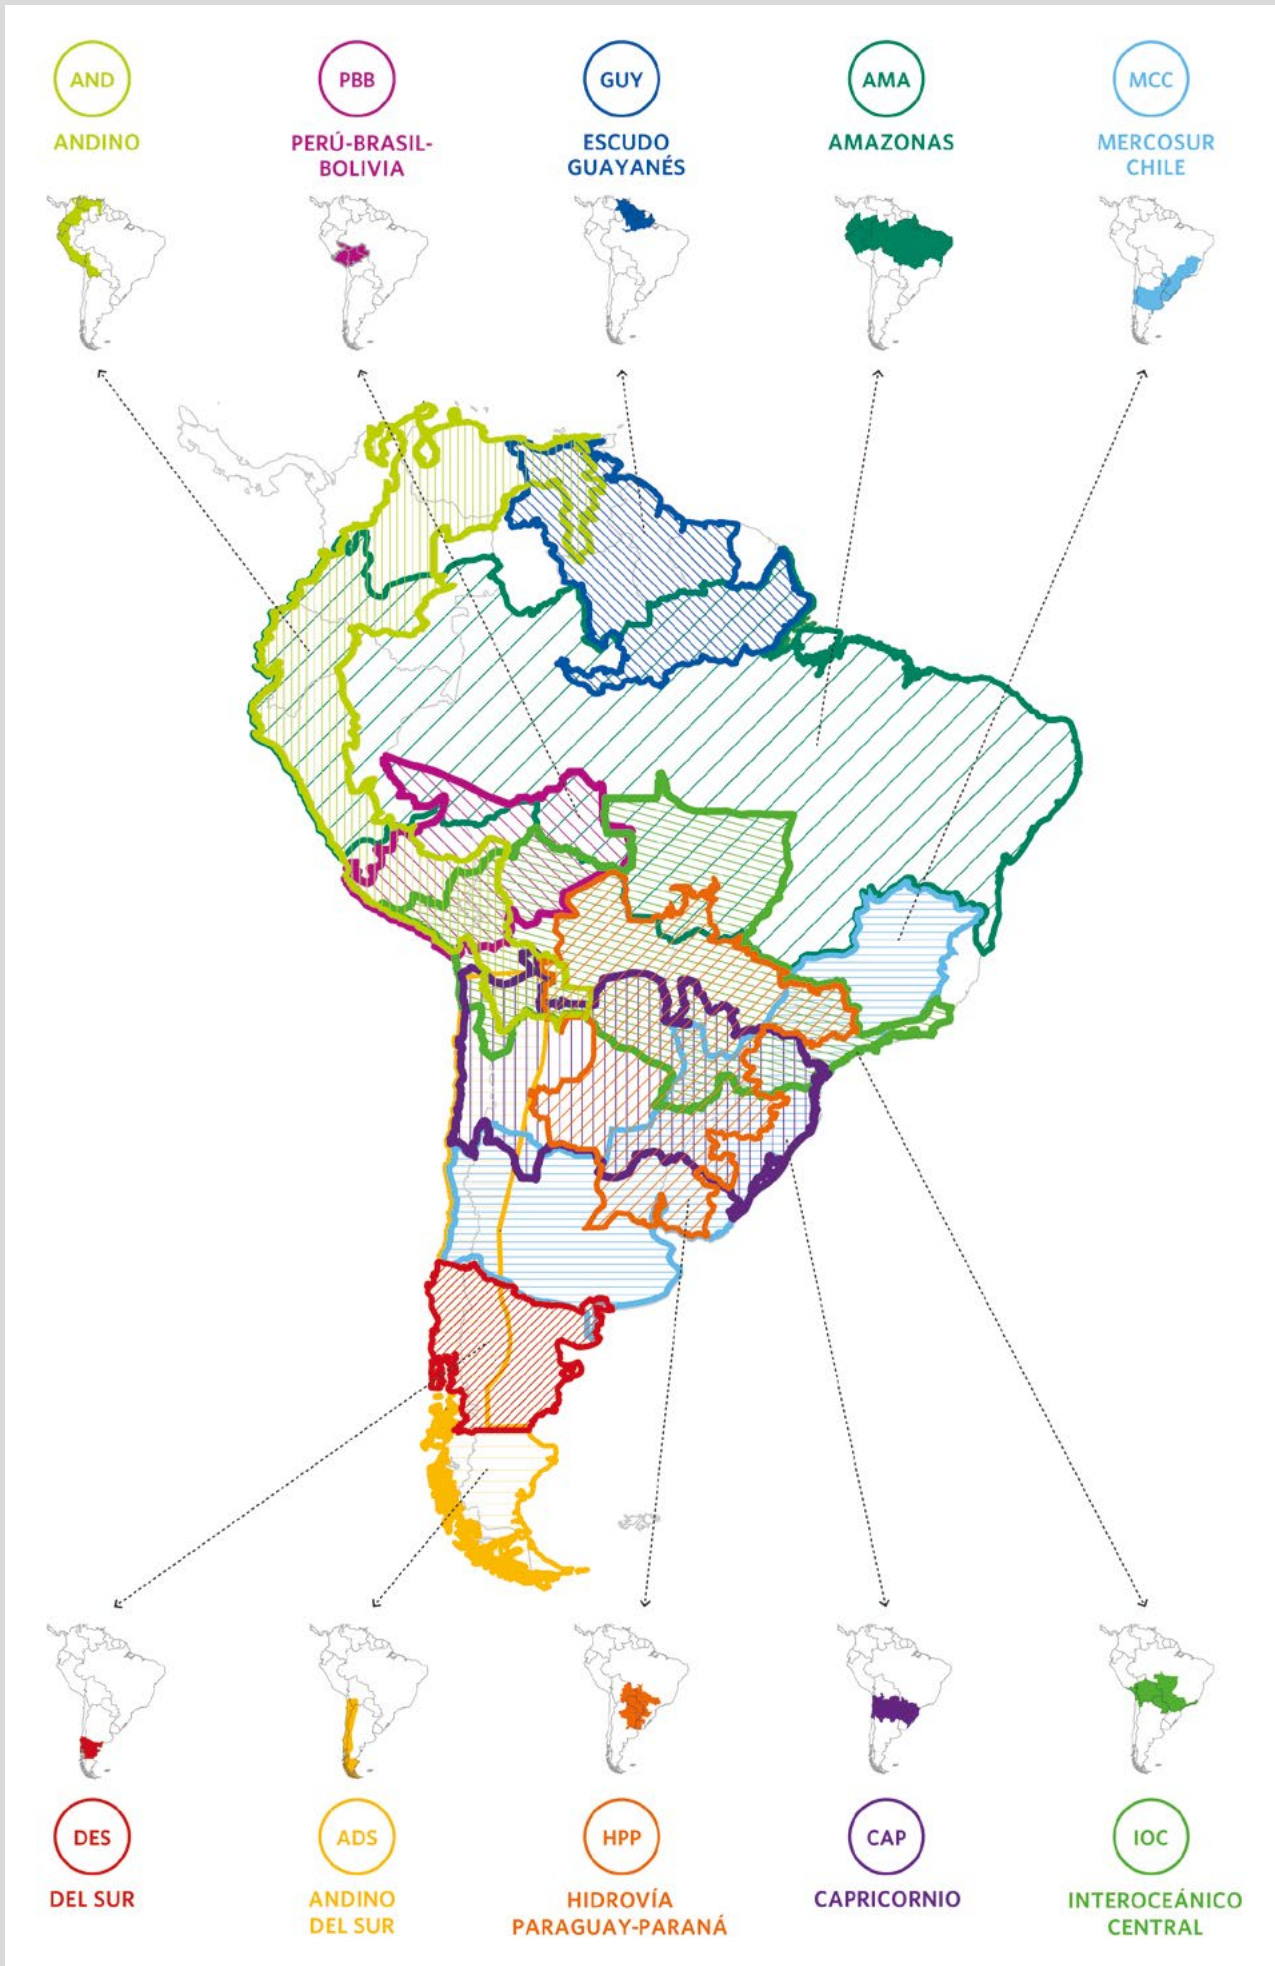 AND
PBB
GUY
AMA
MCC
ANDINO
PERÚ-BRASIL-
BOLIVIA
ESCUDO
GUAYANÉS
AMAZONAS
MERCOSUR
CHILE
DES
ADS
HPP
CAP
IOC
DEL SUR
ANDINO
DEL SUR
HIDROVÍA
PARAGUAY-PARANÁ
CAPRICORNIO
INTEROCEÁNICO
CENTRAL